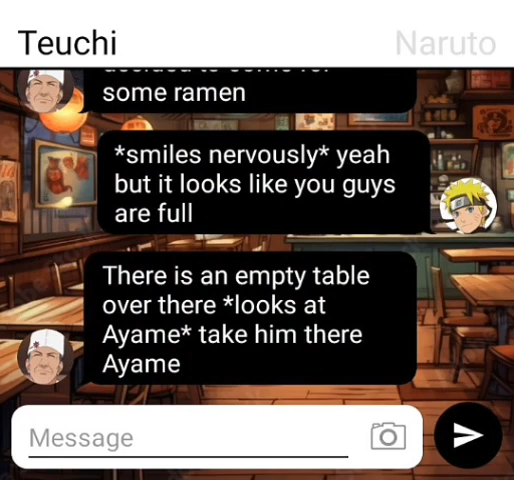 Teuchi
Naruto
some ramen
*smiles nervously* yeah
but it looks like you guys
are full
There is an empty table
over there *looks at
Ayame* take him there
Ayame
Message